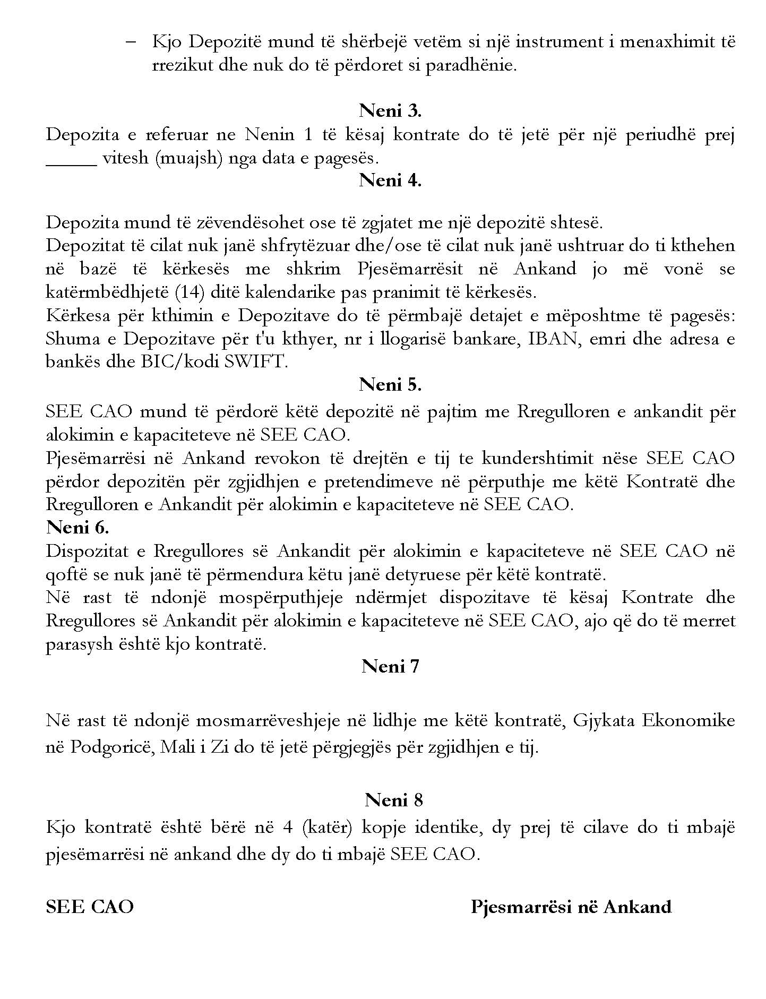 – Kjo Depozitë mund të shërbejë vetëm si një instrument i menaxhimit të
rrezikut dhe nuk do të përdoret si paradhënie.
Neni 3.
Depozita e referuar ne Nenin 1 të kësaj kontrate do të jetë për një periudhë prej
_____ vitesh (muajsh) nga data e pagesës.
Neni 4.
Depozita mund të zëvendësohet ose të zgjatet me një depozitë shtesë.
Depozitat të cilat nuk janë shfrytëzuar dhe/ose të cilat nuk janë ushtruar do ti kthehen
në bazë të kërkesës me shkrim Pjesëmarrësit në Ankand jo më vonë se
katërmbëdhjetë (14) ditë kalendarike pas pranimit të kërkesës.
Kërkesa për kthimin e Depozitave do të përmbajë detajet e mëposhtme të pagesës:
Shuma e Depozitave për t'u kthyer, nr i llogarisë bankare, IBAN, emri dhe adresa e
bankës dhe BIC/kodi SWIFT.
Neni 5.
SEE CAO mund të përdorë këtë depozitë në pajtim me Rregulloren e ankandit për
alokimin e kapaciteteve në SEE CAO.
Pjesëmarrësi në Ankand revokon të drejtën e tij te kundershtimit nëse SEE CAO
përdor depozitën për zgjidhjen e pretendimeve në përputhje me këtë Kontratë dhe
Rregulloren e Ankandit për alokimin e kapaciteteve në SEE CAO.
Neni 6.
Dispozitat e Rregullores së Ankandit për alokimin e kapaciteteve në SEE CAO në
qoftë se nuk janë të përmendura këtu janë detyruese për këtë kontratë.
Në rast të ndonjë mospërputhjeje ndërmjet dispozitave të kësaj Kontrate dhe
Rregullores së Ankandit për alokimin e kapaciteteve në SEE CAO, ajo që do të merret
parasysh është kjo kontratë.
Neni 7
Në rast të ndonjë mosmarrëveshjeje në lidhje me këtë kontratë, Gjykata Ekonomike
në Podgoricë, Mali i Zi do të jetë përgjegjës për zgjidhjen e tij.
Neni 8
Kjo kontratë është bërë në 4 (katër) kopje identike, dy prej të cilave do ti mbajë
pjesëmarrësi në ankand dhe dy do ti mbajë SEE CAO.
SEE CAO Pjesmarrësi në Ankand